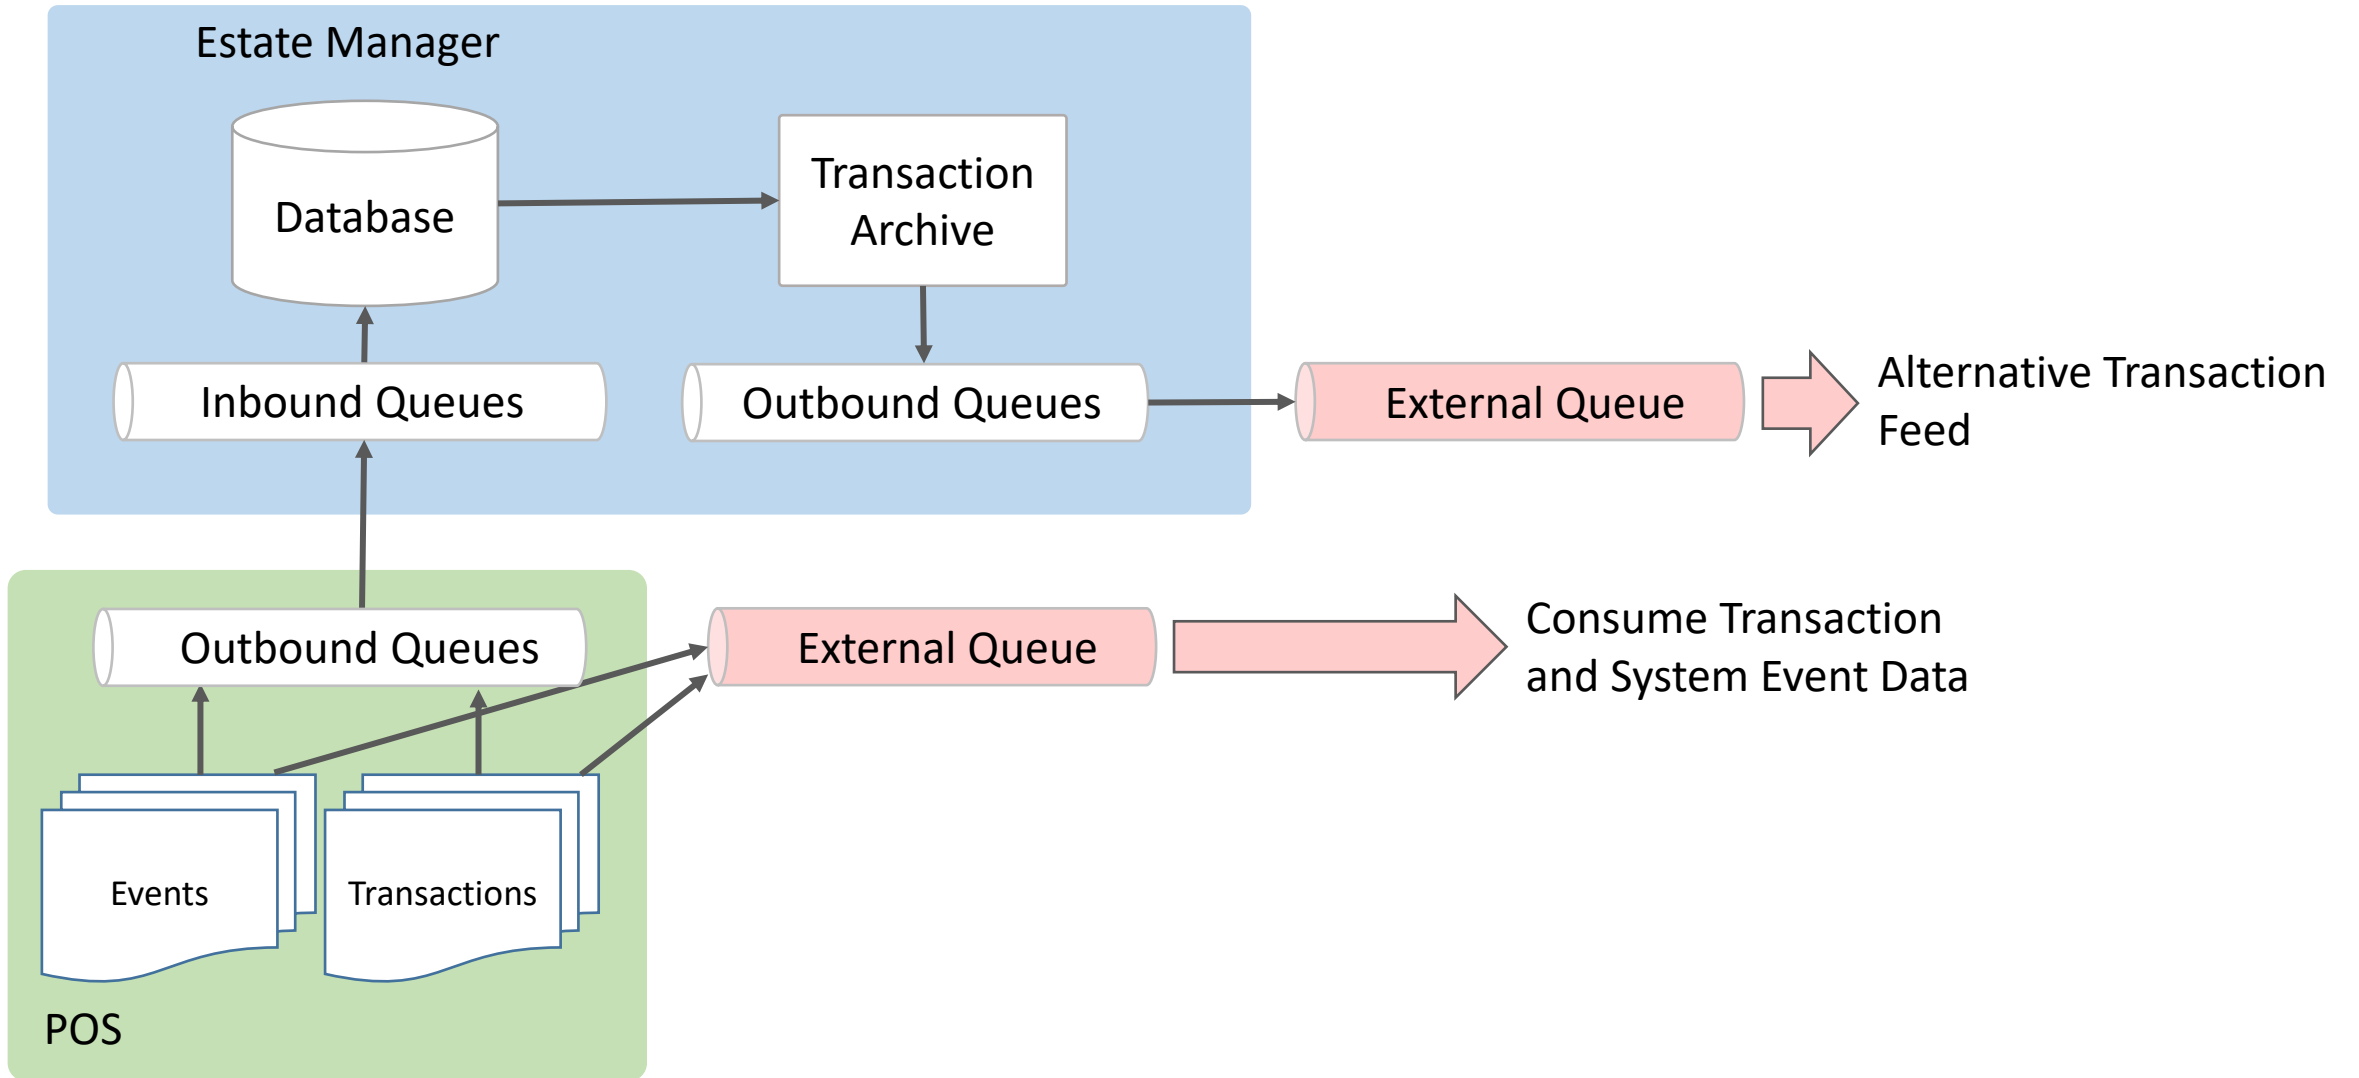 Estate Manager
Database
Transaction
Archive
Inbound Queues
Outbound Queues
External Queue
Alternative Transaction
Feed
Outbound Queues
External Queue
Consume Transaction
and System Event Data
Events
Transactions
POS